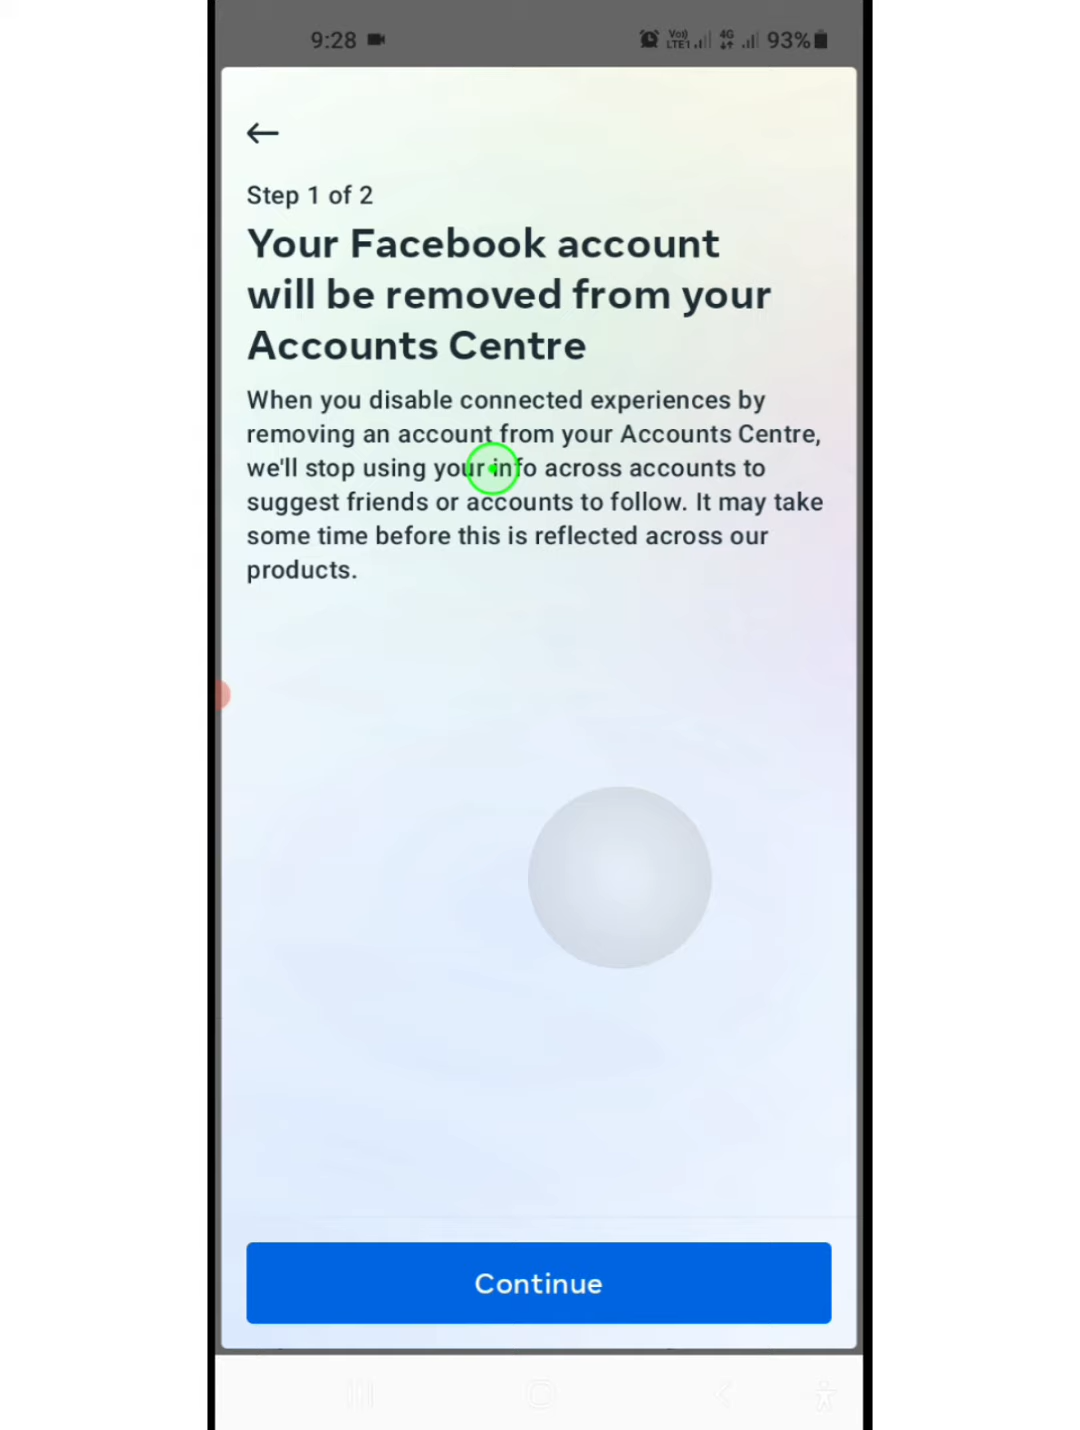 9:28 Vo) LTE1 4G 93%
Step 1 of 2
Your Facebook account
will be removed from your
Accounts Centre
When you disable connected experiences by
removing an account from your Accounts Centre,
we'll stop using your info across accounts to
suggest friends or accounts to follow. It may take
some time before this is reflected across our
products.
Continue